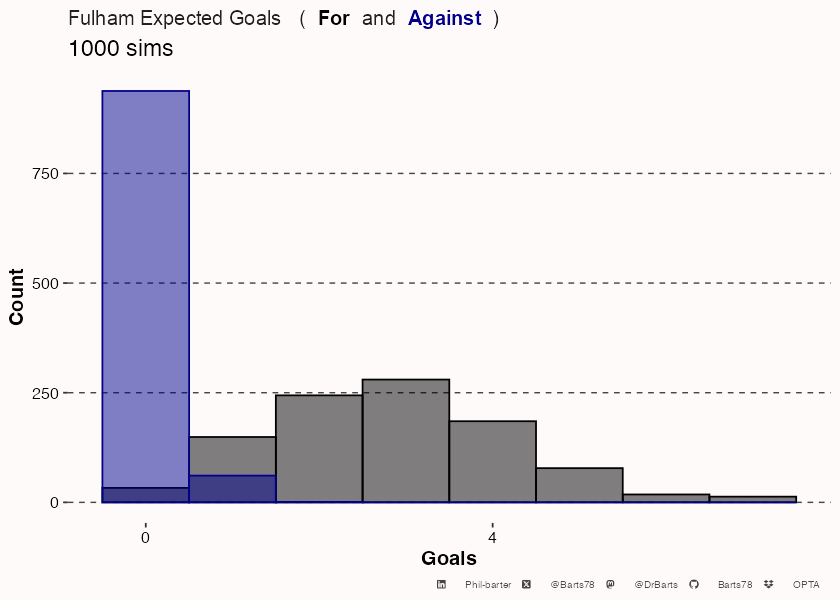 Fulham Expected Goals ( For and Against )
1000 sims
Count
750
500
250
0
0 4
Goals
Phil-barter @Barts78 @DrBarts Barts78 OPTA